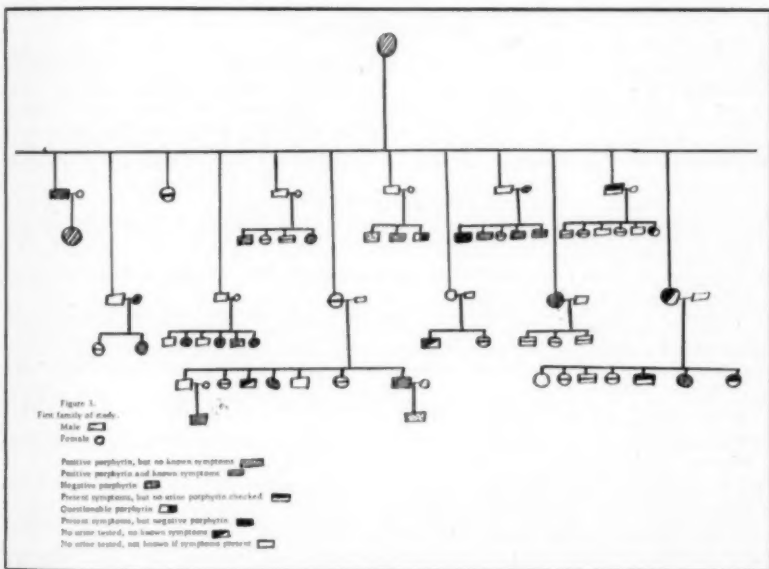 Figure 1.
First family of study.
Male
Female
Positive porphyrin, but no known symptoms
Positive porphyrin and known symptoms
Negative porphyrin
Present symptoms, but no urine porphyrin checked
Questionable porphyrin
Present symptoms, but negative porphyrin
No urine tested, no known symptoms
No urine tested, not known if symptoms present